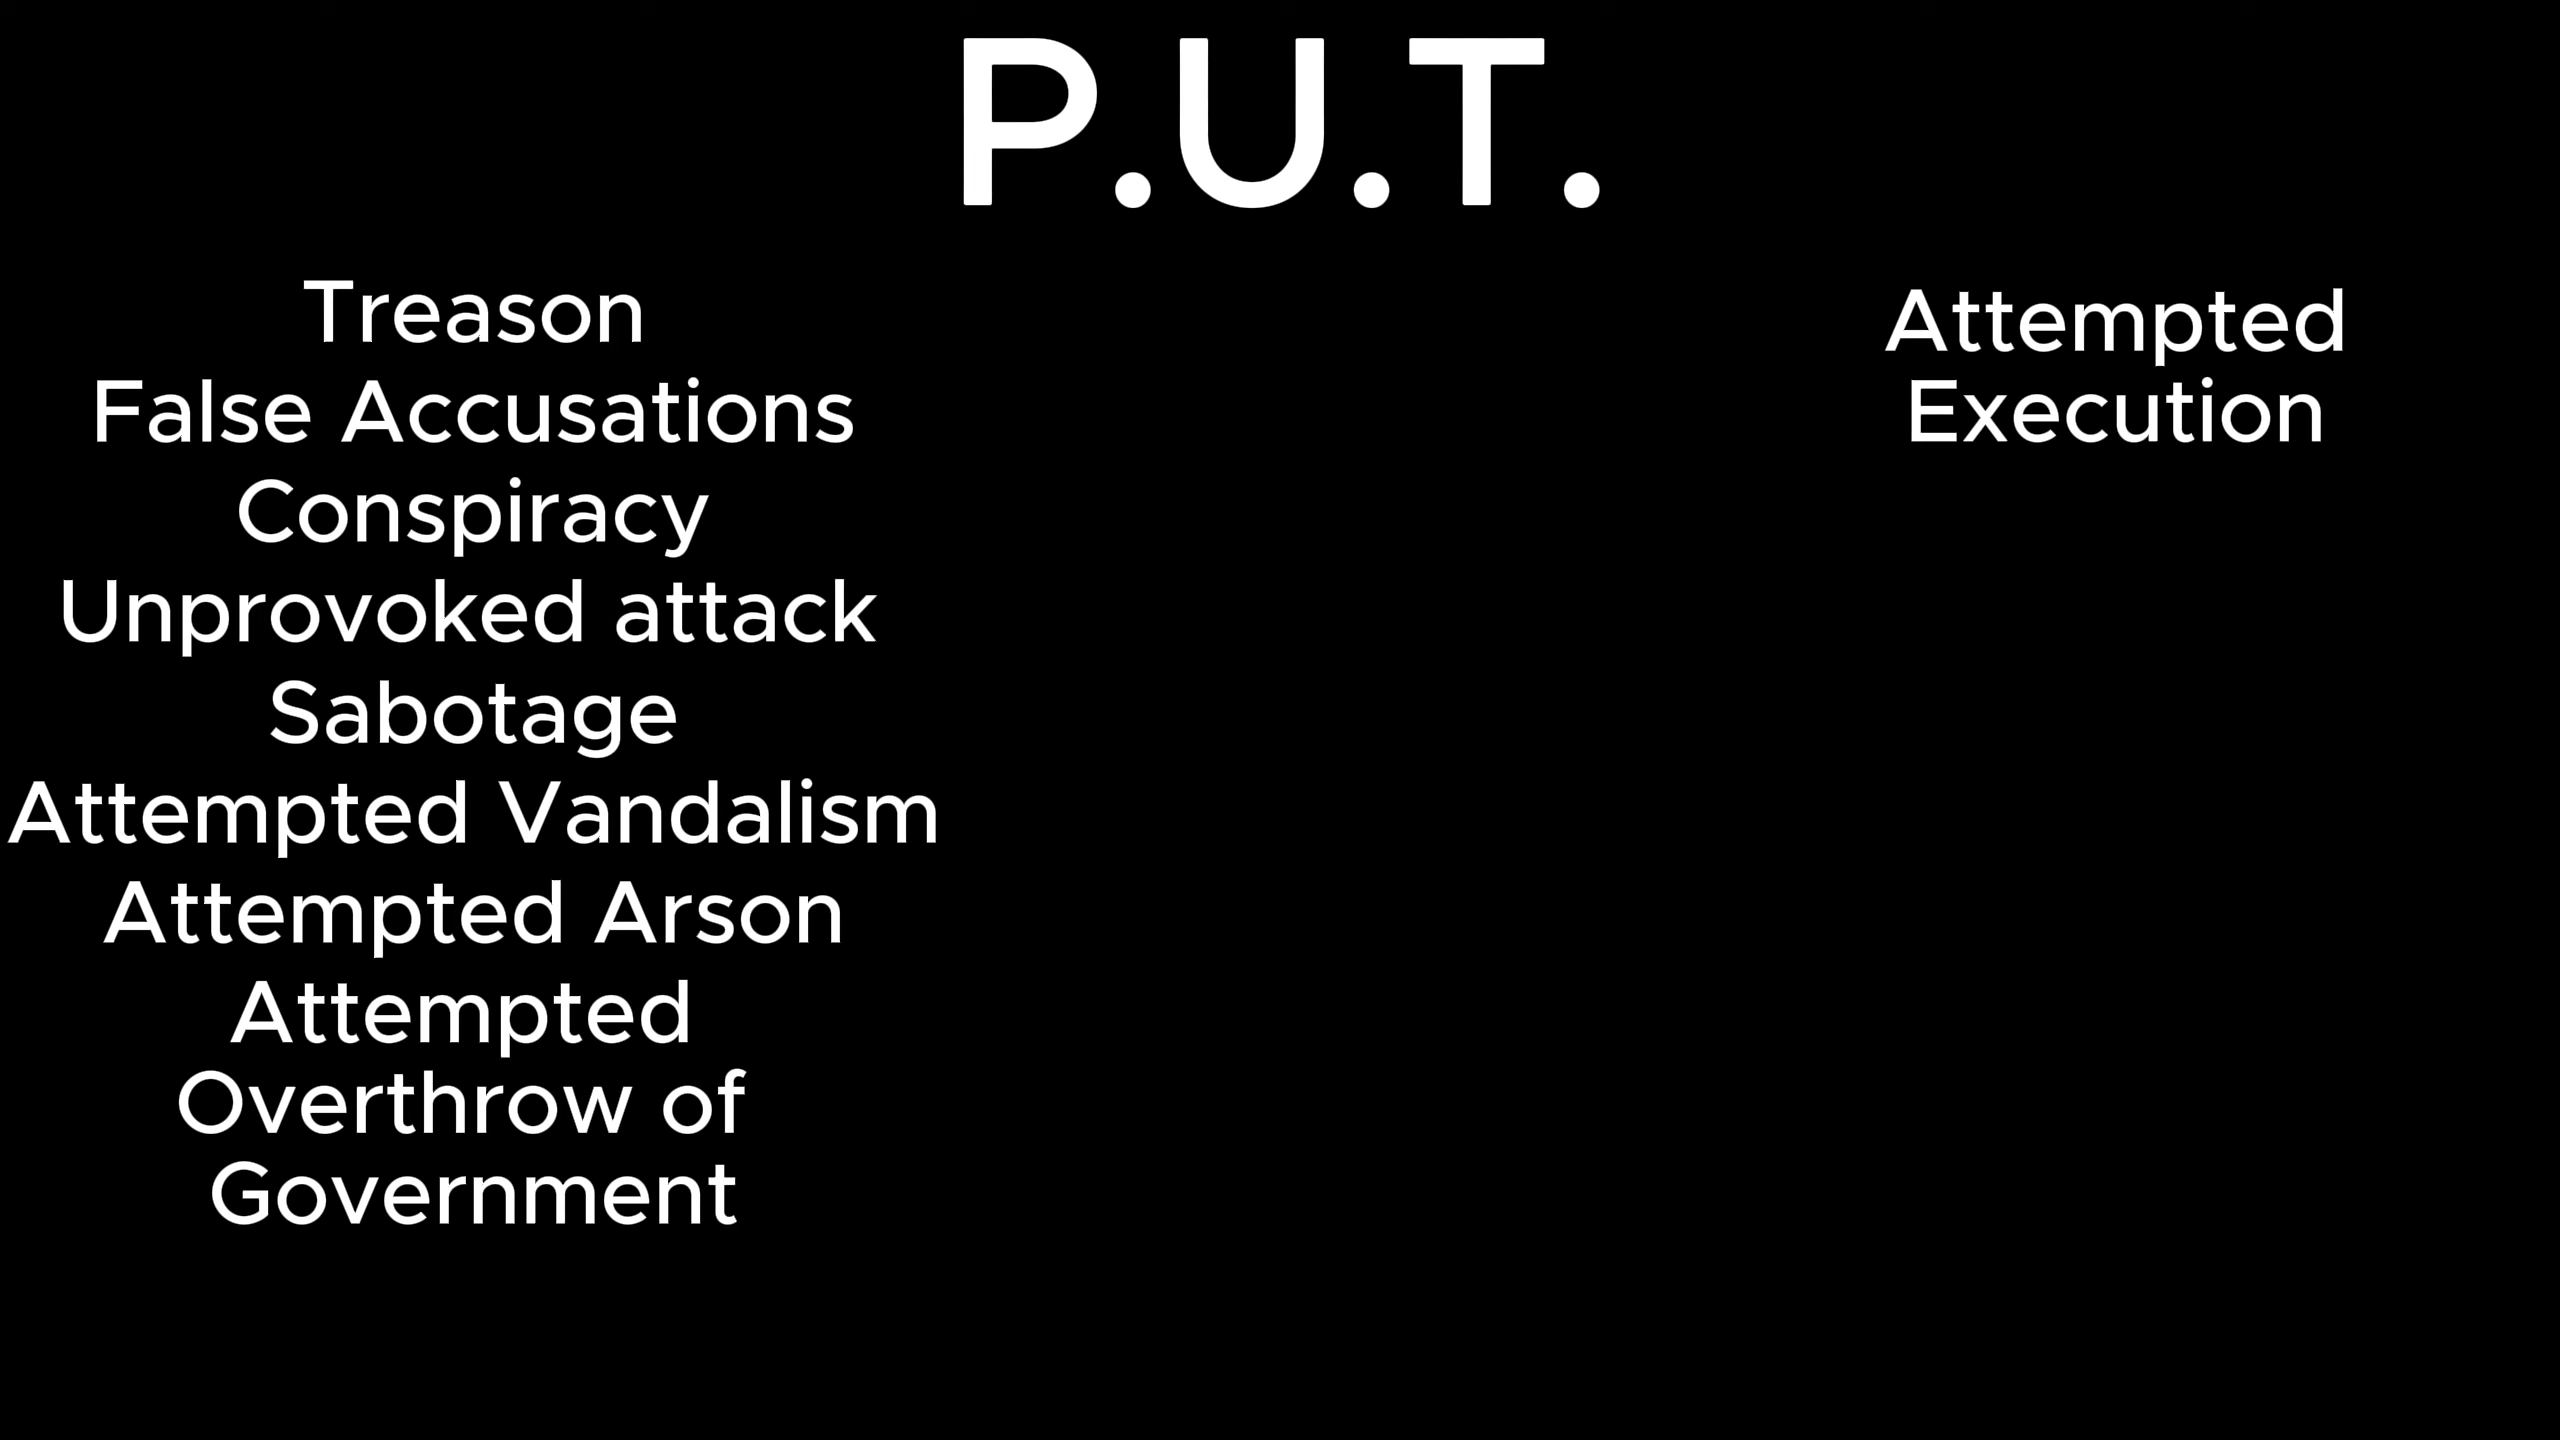 P.U.T.
Treason
False Accusations
Conspiracy
Unprovoked attack
Sabotage
Attempted Vandalism
Attempted Arson
Attempted
Overthrow of
Government
Attempted
Execution